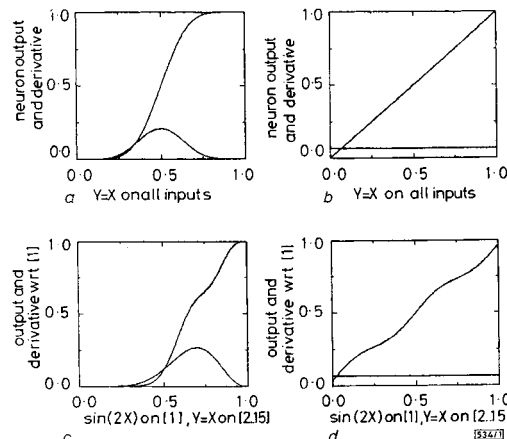 neuron output
and derivative
1·0
0·5
0·0
0·0 0·5 1·0
a Y=X on all inputs
neuron output
and derivative
1·0
0·5
0·0
0·0 0·5 1·0
b Y=X on all inputs
output and
derivative wrt [1]
1·0
0·5
0·0
0·0 0·5 1·0
sin(2X) on [1], Y=X on [2.15]
c
output and
derivative wrt [1]
1·0
0·5
0·0
0·0 0·5 1·0
sin(2X) on [1], Y=X on [2.15
d
534/1